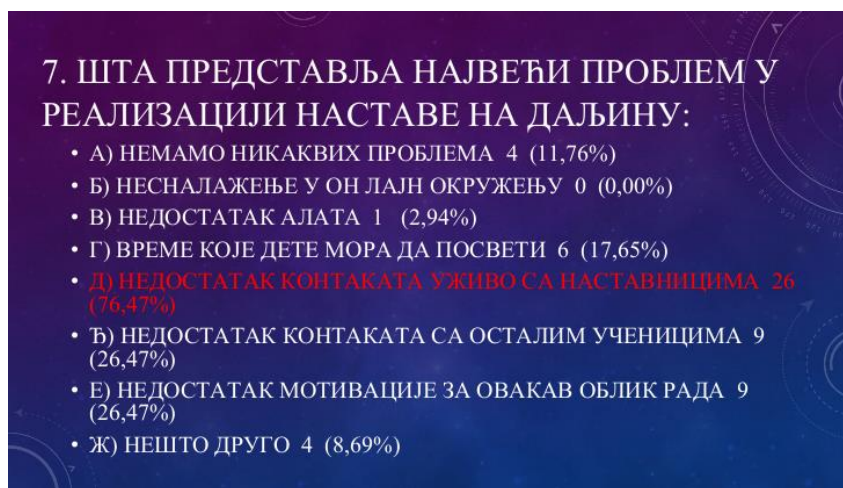 7. ШТА ПРЕДСТАВЉА НАЈВЕЋИ ПРОБЛЕМ У
РЕАЛИЗАЦИЈИ НАСТАВЕ НА ДАЉИНУ:
• А) НЕМАМО НИКАКВИХ ПРОБЛЕМА 4 (11,76%)
• Б) НЕСНАЛАЖЕЊЕ У ОН ЛАЈН ОКРУЖЕЊУ 0 (0,00%)
• В) НЕДОСТАТАК АЛАТА 1 (2,94%)
• Г) ВРЕМЕ КОЈЕ ДЕТЕ МОРА ДА ПОСВЕТИ 6 (17,65%)
• Д) НЕДОСТАТАК КОНТАКАТА УЖИВО СА НАСТАВНИЦИМА 26
(76,47%)
• Ђ) НЕДОСТАТАК КОНТАКАТА СА ОСТАЛИМ УЧЕНИЦИМА 9
(26,47%)
• Е) НЕДОСТАТАК МОТИВАЦИЈЕ ЗА ОВАКАВ ОБЛИК РАДА 9
(26,47%)
• Ж) НЕШТО ДРУГО 4 (8,69%)